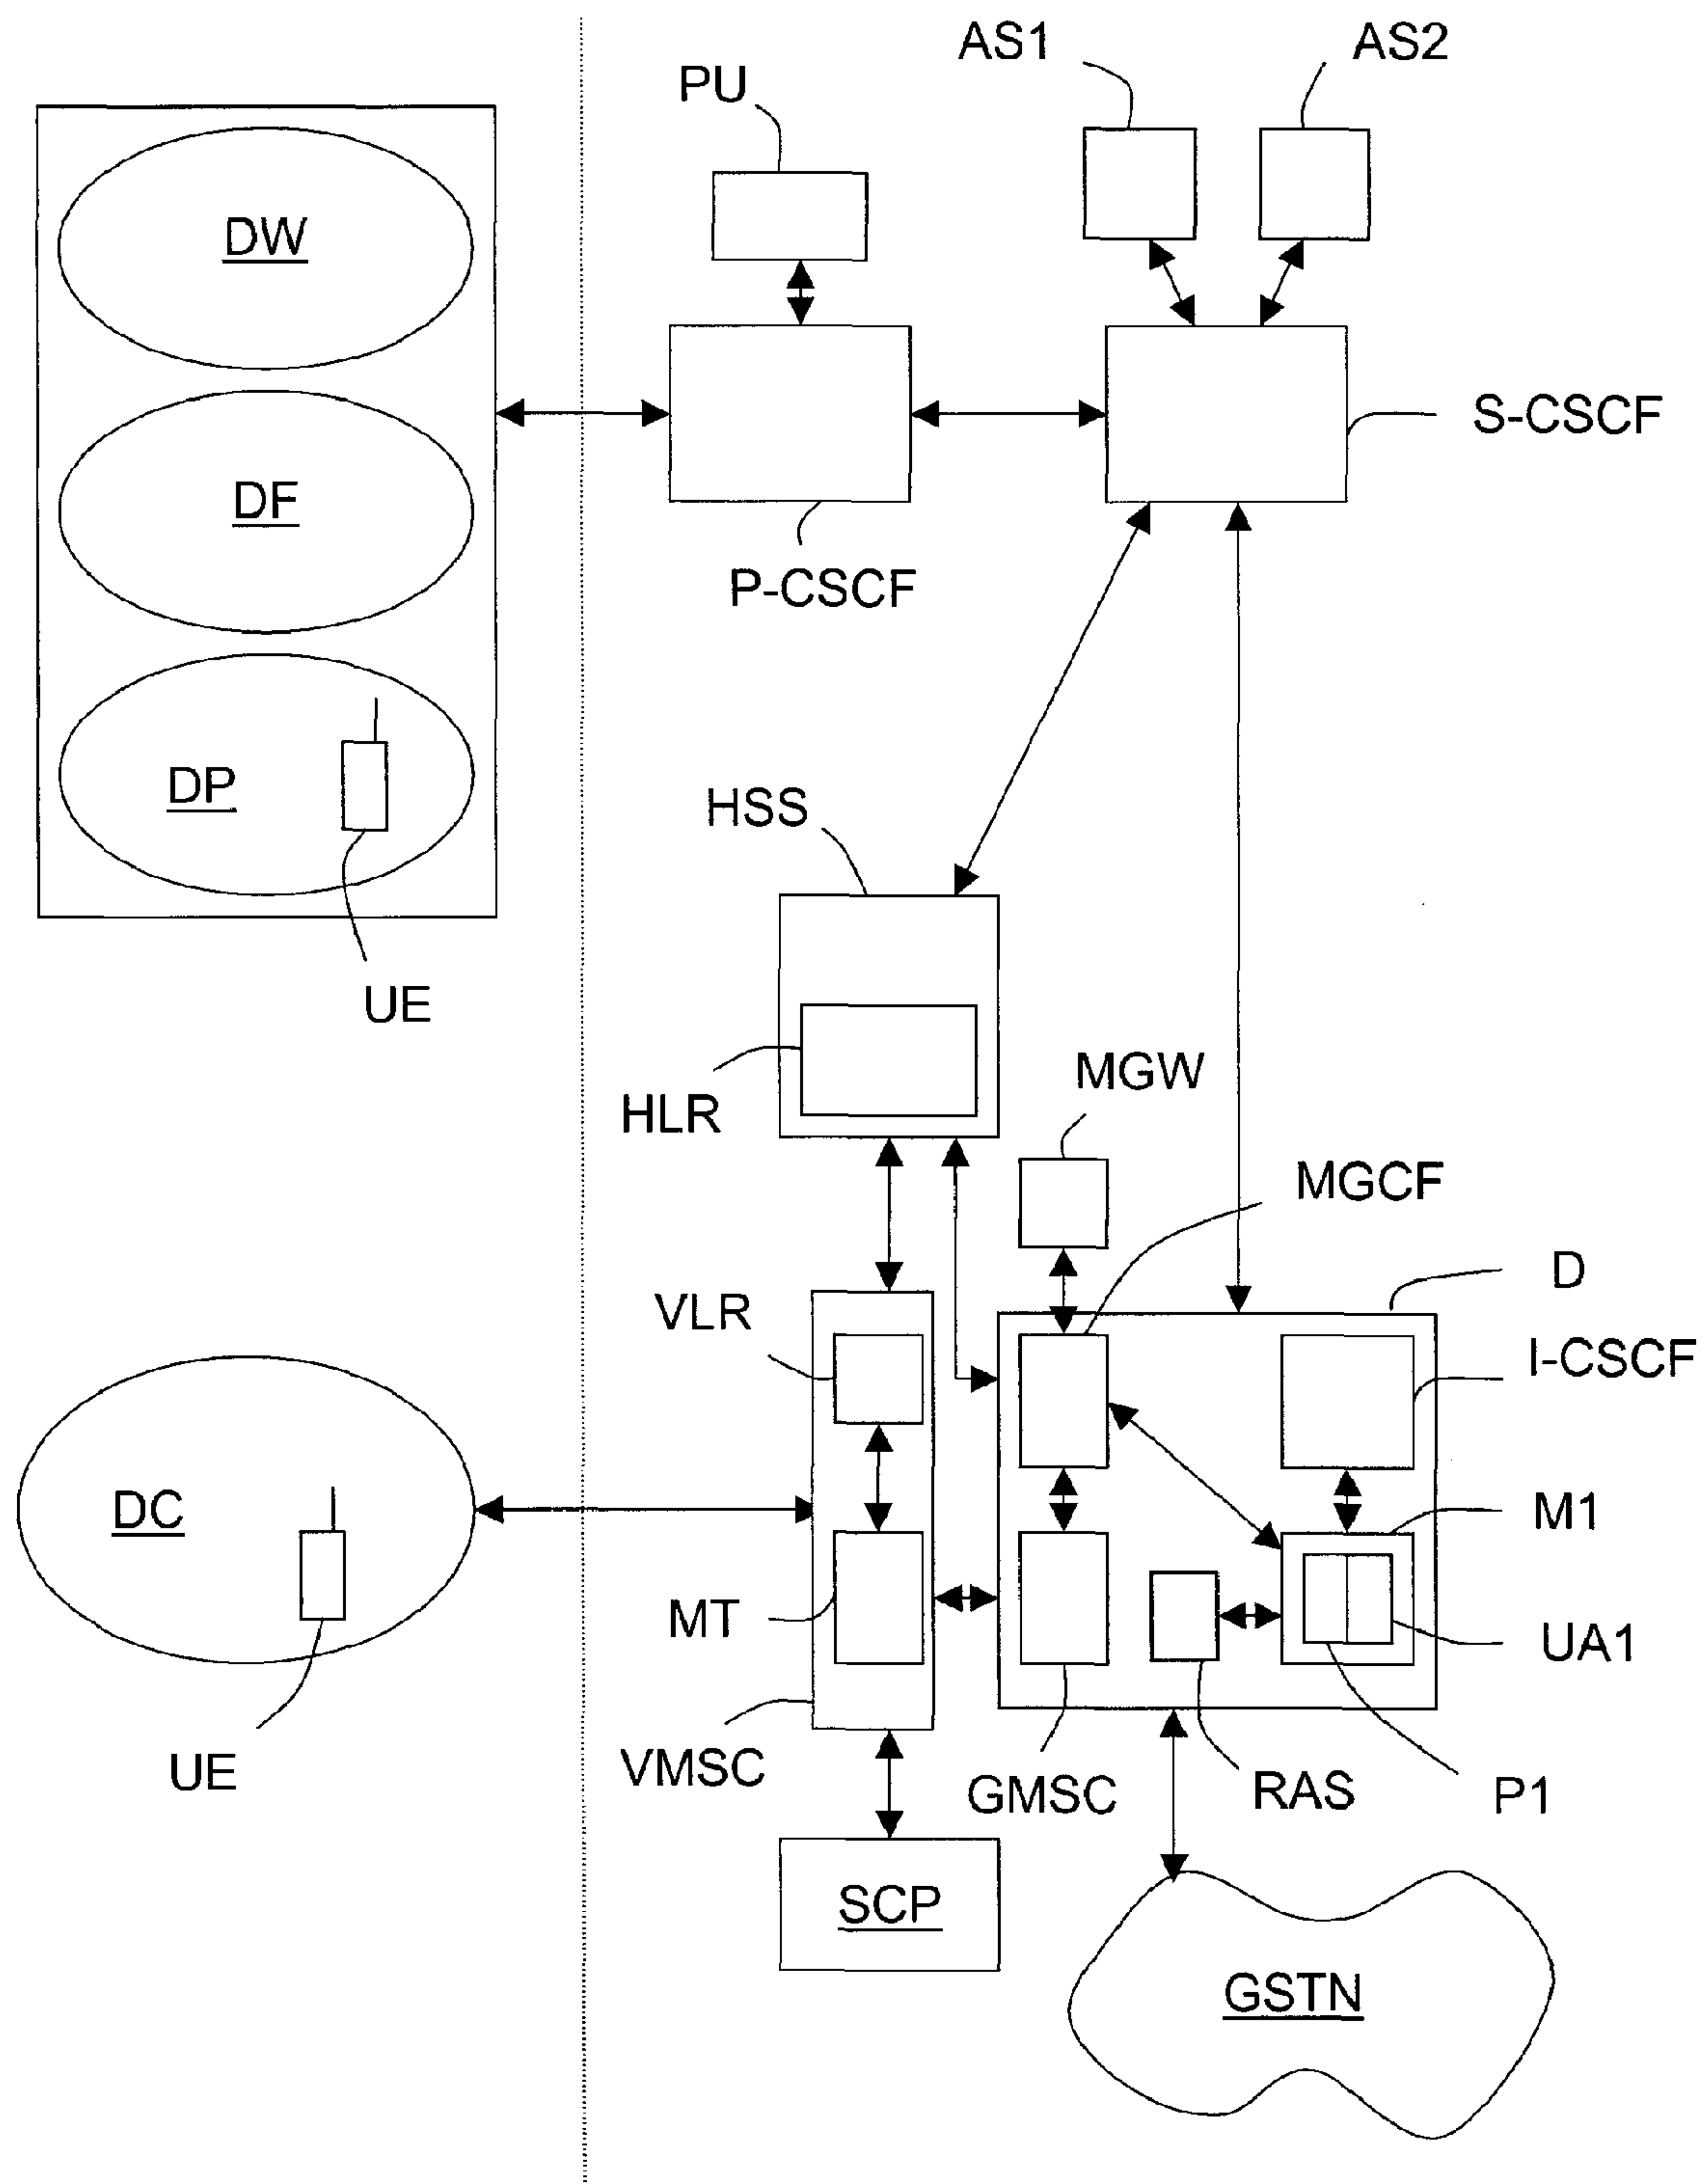 AS1
AS2
PU
DW
S-CSCF
DF
P-CSCF
DP
HSS
UE
MGW
HLR
MGCF
D
VLR
I-CSCF
DC
M1
MT
UA1
VMSC
UE
GMSC
RAS
P1
SCP
GSTN